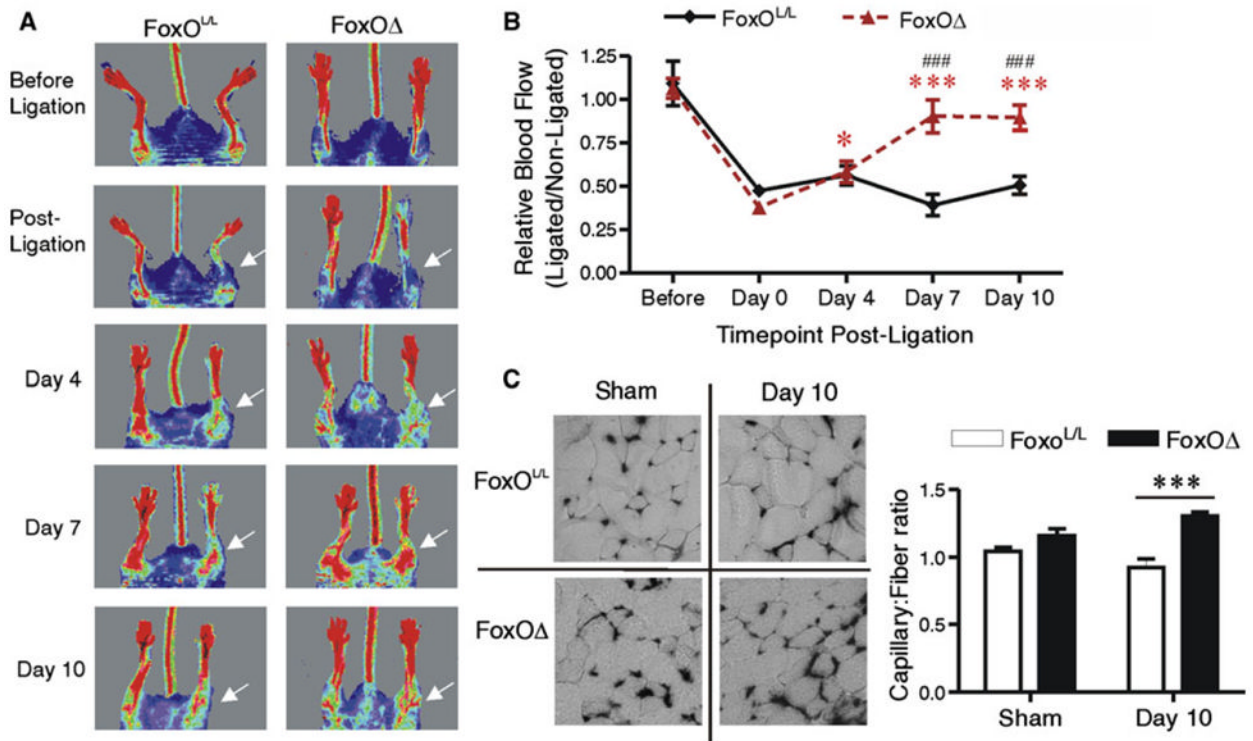 A
FoxO^L/L
FoxOΔ
Before
Ligation
Post-
Ligation
Day 4
Day 7
Day 10
B
FoxO^L/L
FoxOΔ
Relative Blood Flow
(Ligated/Non-Ligated)
1.25
1.00
0.75
0.50
0.25
0.00
###
###
***
***
*
Before
Day 0
Day 4
Day 7
Day 10
Timepoint Post-Ligation
C
Sham
Day 10
FoxO^L/L
FoxOΔ
Foxo^L/L
FoxOΔ
Capillary:Fiber ratio
1.5
1.0
0.5
0.0
***
Sham
Day 10